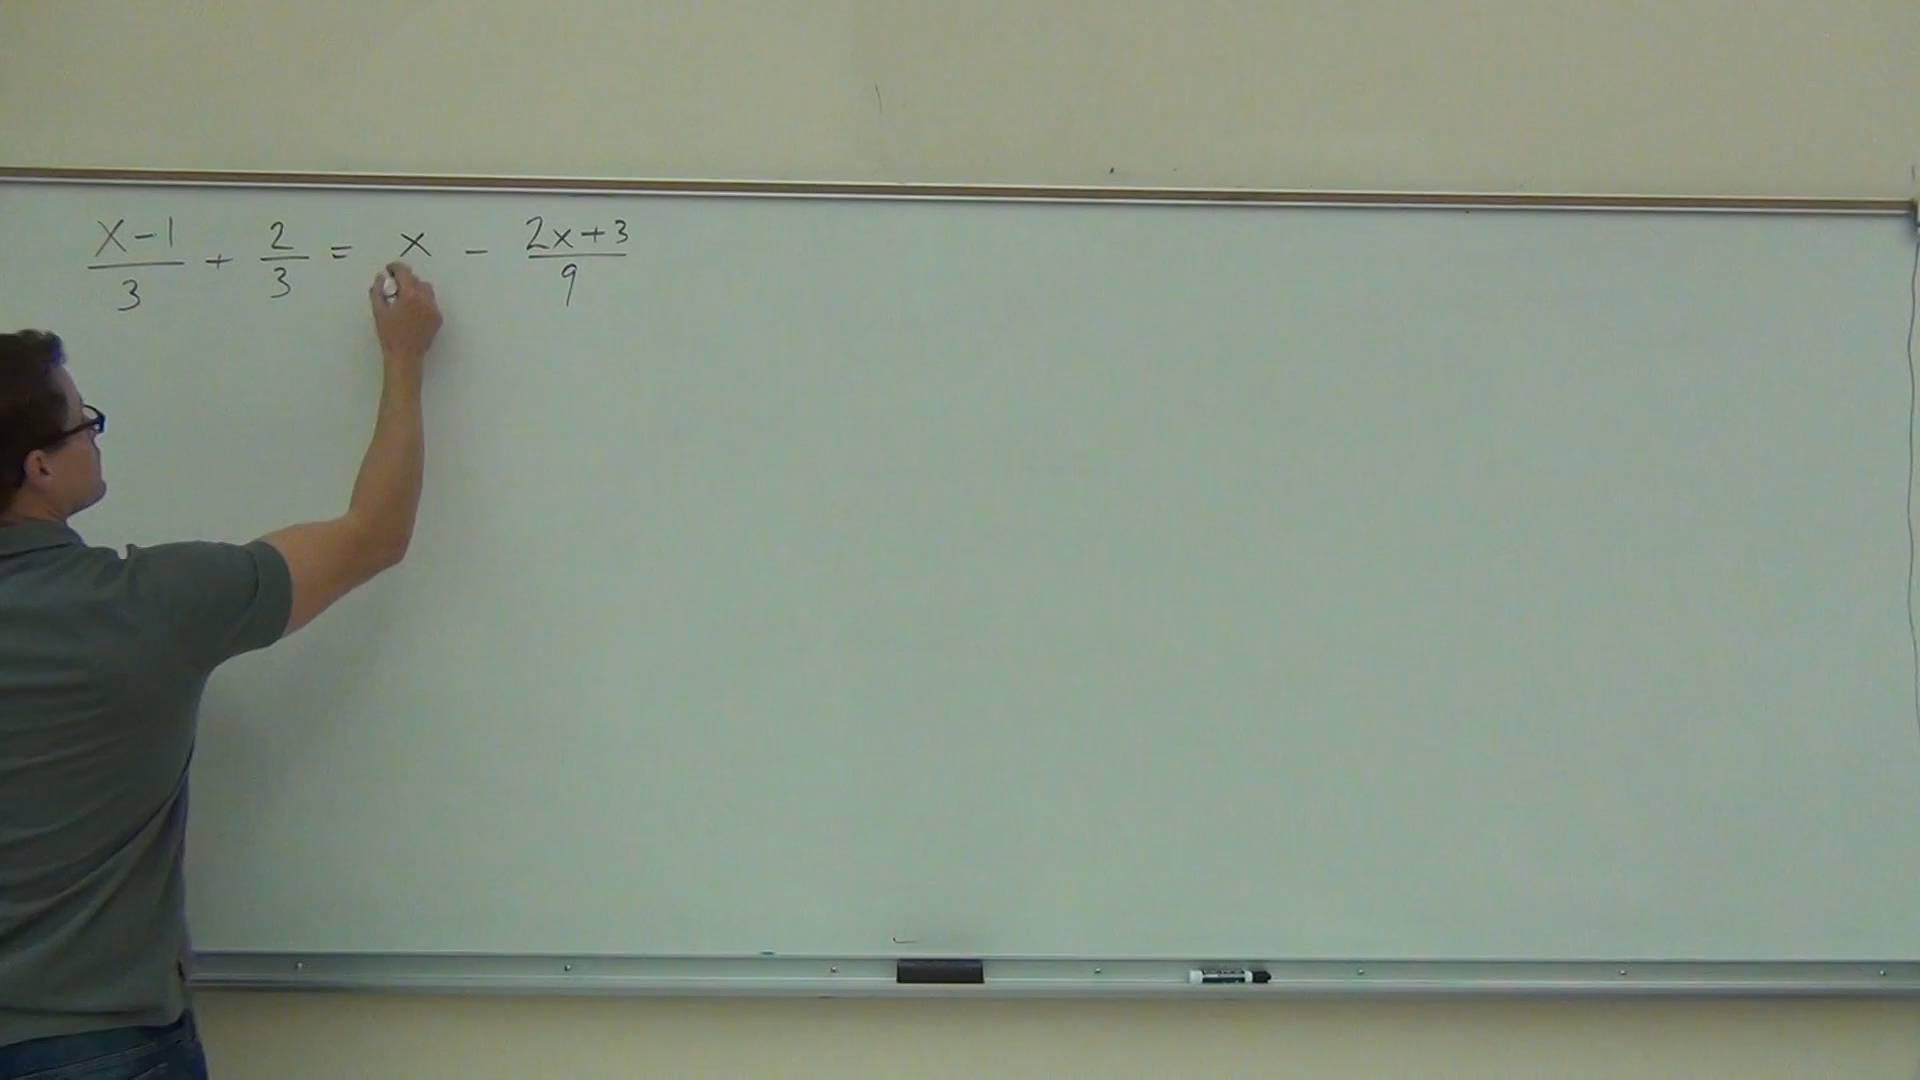 x-1/3 + 2/3 = x - 2x+3/9